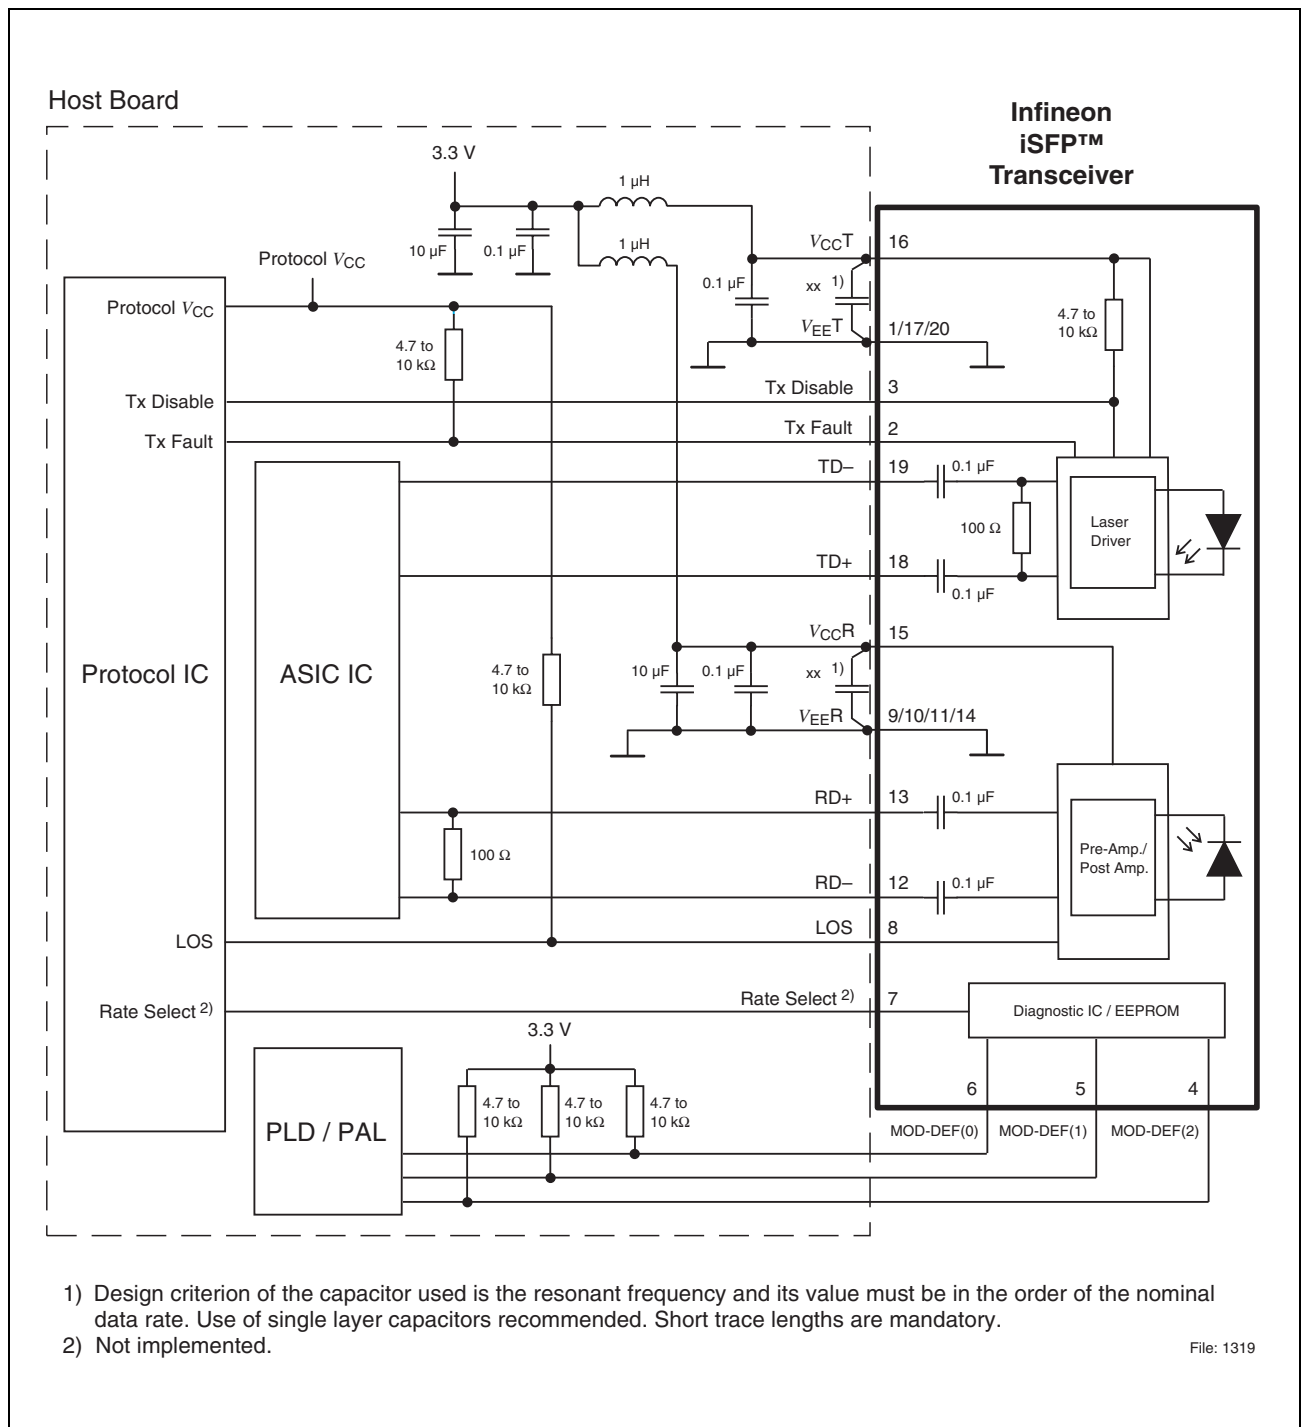 Host Board
Infineon
iSFP™
Transceiver
3.3 V
1 µH
10 µF
0.1 µF
1 µH
Protocol VCC
VCCT
16
0.1 µF
xx 1)
Protocol VCC
4.7 to
10 kΩ
VEET
1/17/20
4.7 to
10 kΩ
Tx Disable
Tx Disable
3
Tx Fault
Tx Fault
2
TD–
19
0.1 µF
100 Ω
Laser
Driver
TD+
18
0.1 µF
VCCR
15
Protocol IC
ASIC IC
4.7 to
10 kΩ
10 µF
0.1 µF
xx 1)
VEER
9/10/11/14
RD+
13
0.1 µF
100 Ω
Pre-Amp./
Post Amp.
RD–
12
0.1 µF
LOS
LOS
8
Rate Select 2)
Rate Select 2)
7
Diagnostic IC / EEPROM
3.3 V
PLD / PAL
4.7 to
10 kΩ
4.7 to
10 kΩ
4.7 to
10 kΩ
6
5
4
MOD-DEF(0)
MOD-DEF(1)
MOD-DEF(2)
1) Design criterion of the capacitor used is the resonant frequency and its value must be in the order of the nominal
data rate. Use of single layer capacitors recommended. Short trace lengths are mandatory.
2) Not implemented.
File: 1319